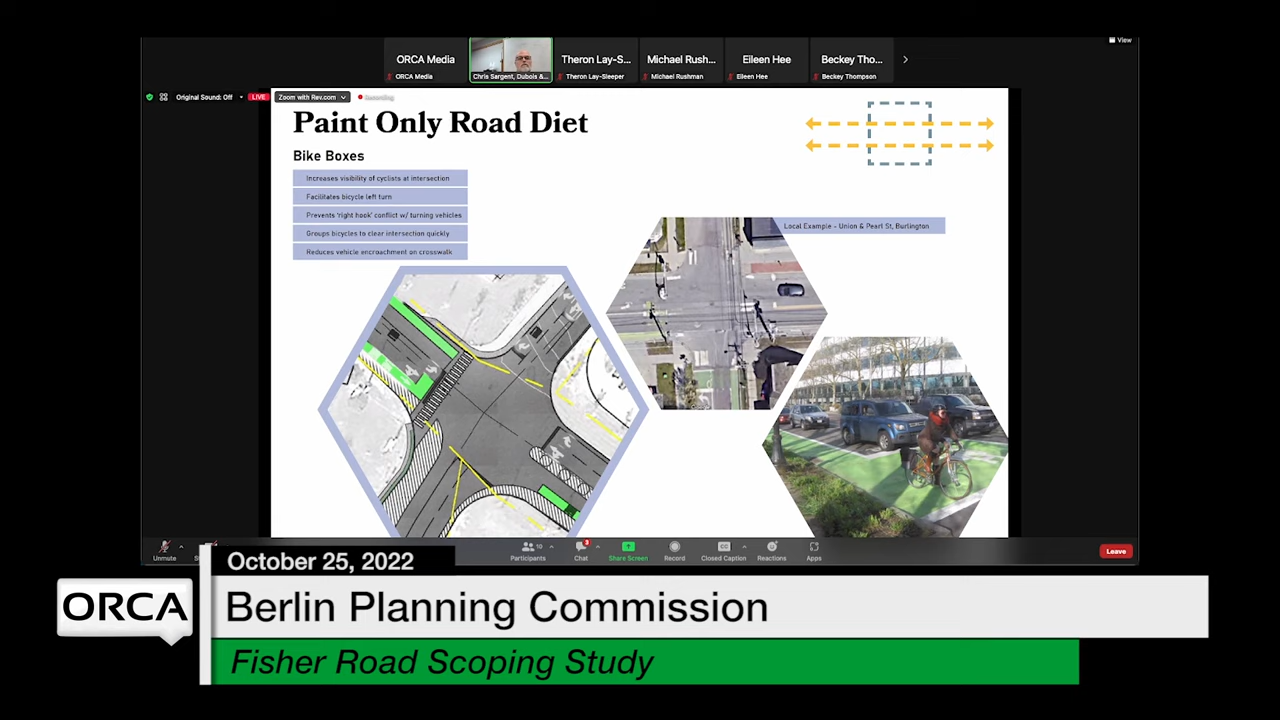 View
ORCA Media
Theron Lay-S...
Michael Rush...
Eileen Hee
Beckey Tho...
ORCA Media
Chris Sargent, Dubois &...
Theron Lay-Sleeper
Michael Rushman
Eileen Hee
Beckey Thompson
Original Sound: Off
LIVE
Zoom with Rev.com
Recording
Paint Only Road Diet
Bike Boxes
Increases visibility of cyclists at intersection
Facilitates bicycle left turn
Prevents 'right hook' conflict w/ turning vehicles
Groups bicycles to clear intersection quickly
Reduces vehicle encroachment on crosswalk
Local Example - Union & Pearl St, Burlington
Unmute
Participants
10
Chat
3
Share Screen
Record
Closed Caption
Reactions
Apps
Leave
October 25, 2022
ORCA
Berlin Planning Commission
Fisher Road Scoping Study